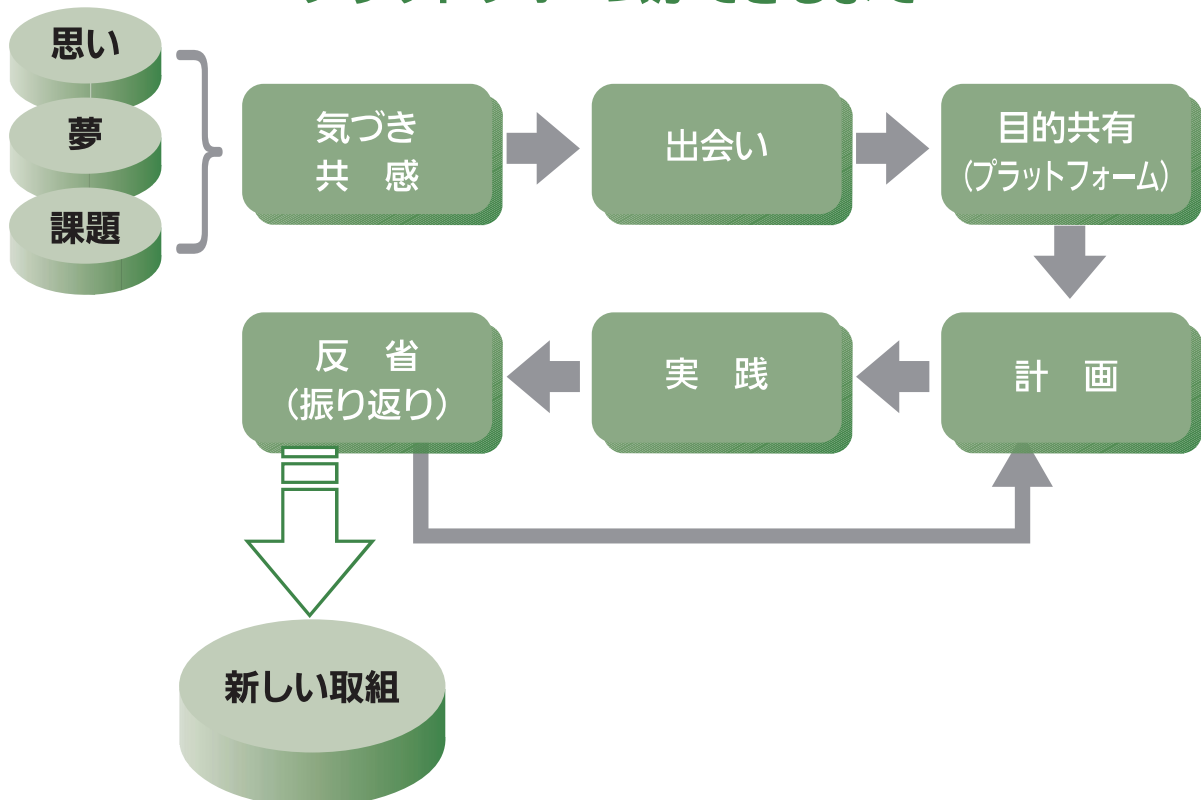 思い
夢
課題
気づき
共　感
出会い
目的共有
（プラットフォーム）
計　画
実　践
反　省
（振り返り）
新しい取組